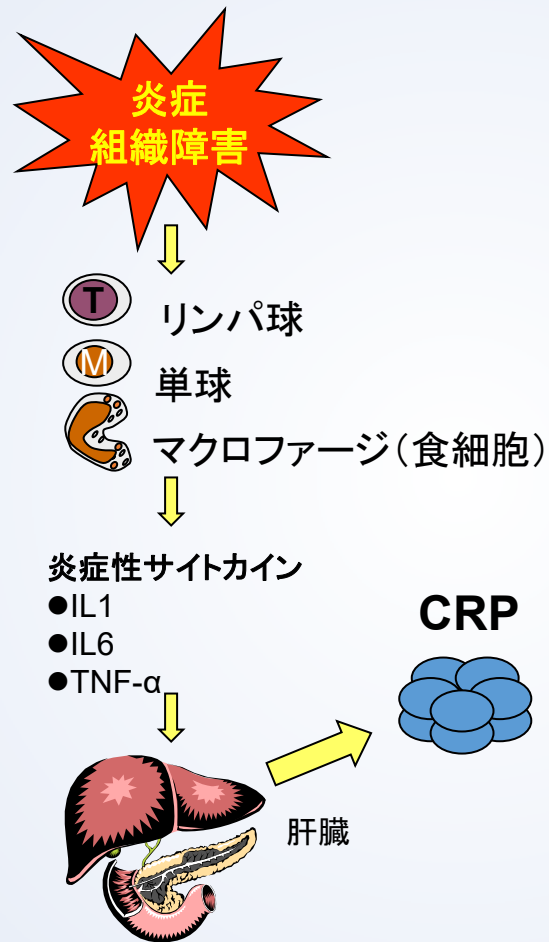 炎症
組織障害
T
リンパ球
M
単球
マクロファージ（食細胞）
炎症性サイトカイン
●IL1
●IL6
●TNF-α
CRP
肝臓